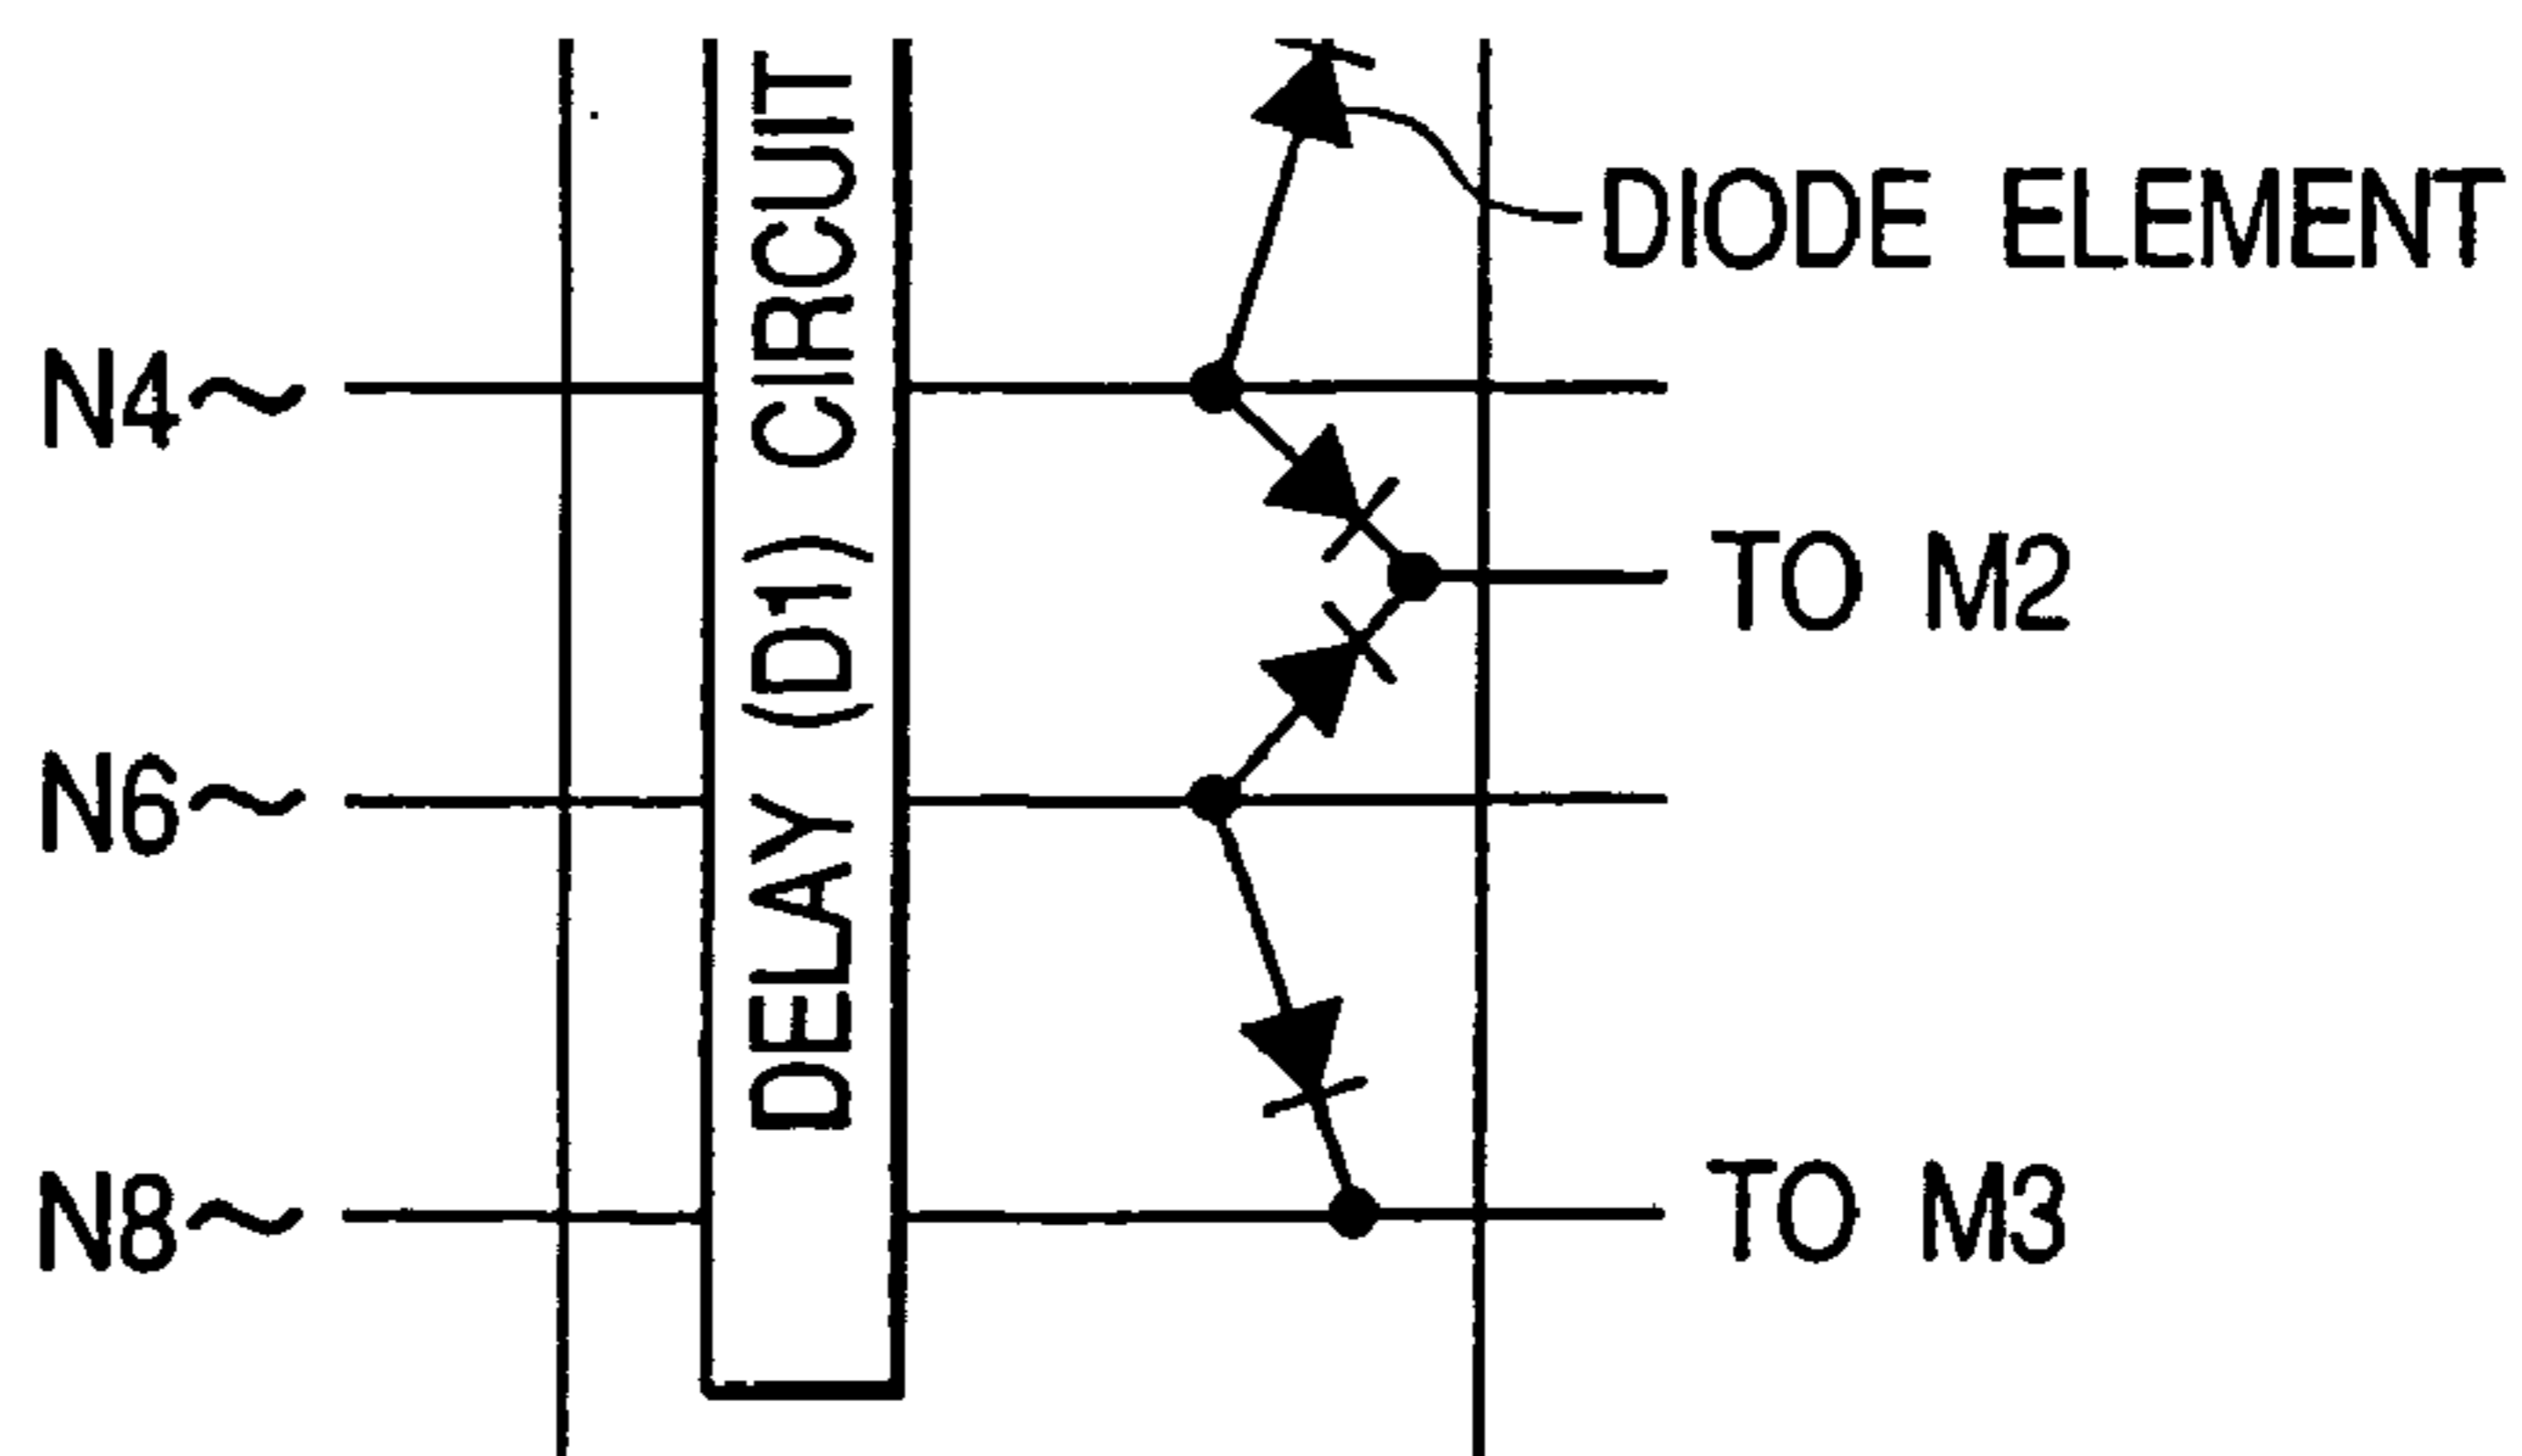 DELAY (D1) CIRCUIT
DIODE ELEMENT
N4~
TO M2
N6~
N8~
TO M3